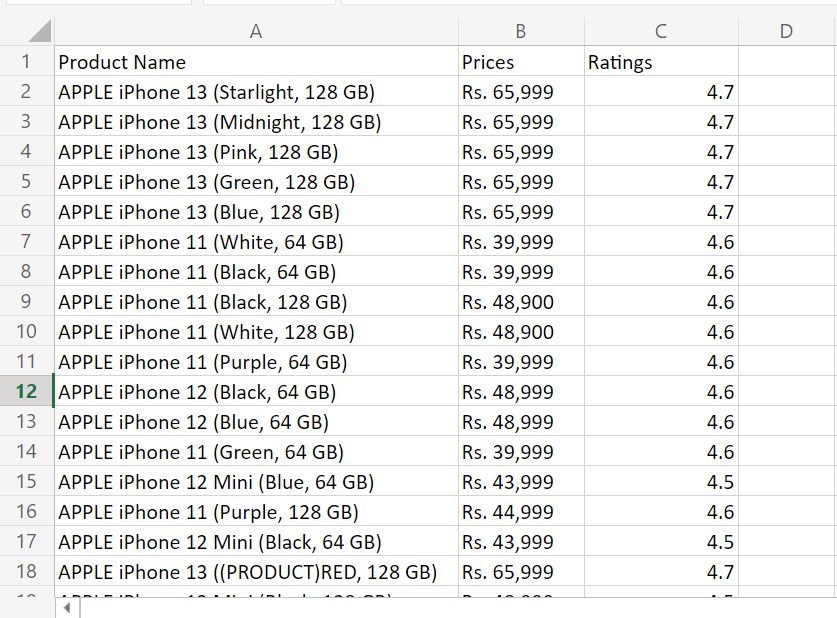 A B C D
1 Product Name Prices Ratings
2 APPLE iPhone 13 (Starlight, 128 GB) Rs. 65,999 4.7
3 APPLE iPhone 13 (Midnight, 128 GB) Rs. 65,999 4.7
4 APPLE iPhone 13 (Pink, 128 GB) Rs. 65,999 4.7
5 APPLE iPhone 13 (Green, 128 GB) Rs. 65,999 4.7
6 APPLE iPhone 13 (Blue, 128 GB) Rs. 65,999 4.7
7 APPLE iPhone 11 (White, 64 GB) Rs. 39,999 4.6
8 APPLE iPhone 11 (Black, 64 GB) Rs. 39,999 4.6
9 APPLE iPhone 11 (Black, 128 GB) Rs. 48,900 4.6
10 APPLE iPhone 11 (White, 128 GB) Rs. 48,900 4.6
11 APPLE iPhone 11 (Purple, 64 GB) Rs. 39,999 4.6
12 APPLE iPhone 12 (Black, 64 GB) Rs. 48,999 4.6
13 APPLE iPhone 12 (Blue, 64 GB) Rs. 48,999 4.6
14 APPLE iPhone 11 (Green, 64 GB) Rs. 39,999 4.6
15 APPLE iPhone 12 Mini (Blue, 64 GB) Rs. 43,999 4.5
16 APPLE iPhone 11 (Purple, 128 GB) Rs. 44,999 4.6
17 APPLE iPhone 12 Mini (Black, 64 GB) Rs. 43,999 4.5
18 APPLE iPhone 13 ((PRODUCT)RED, 128 GB) Rs. 65,999 4.7